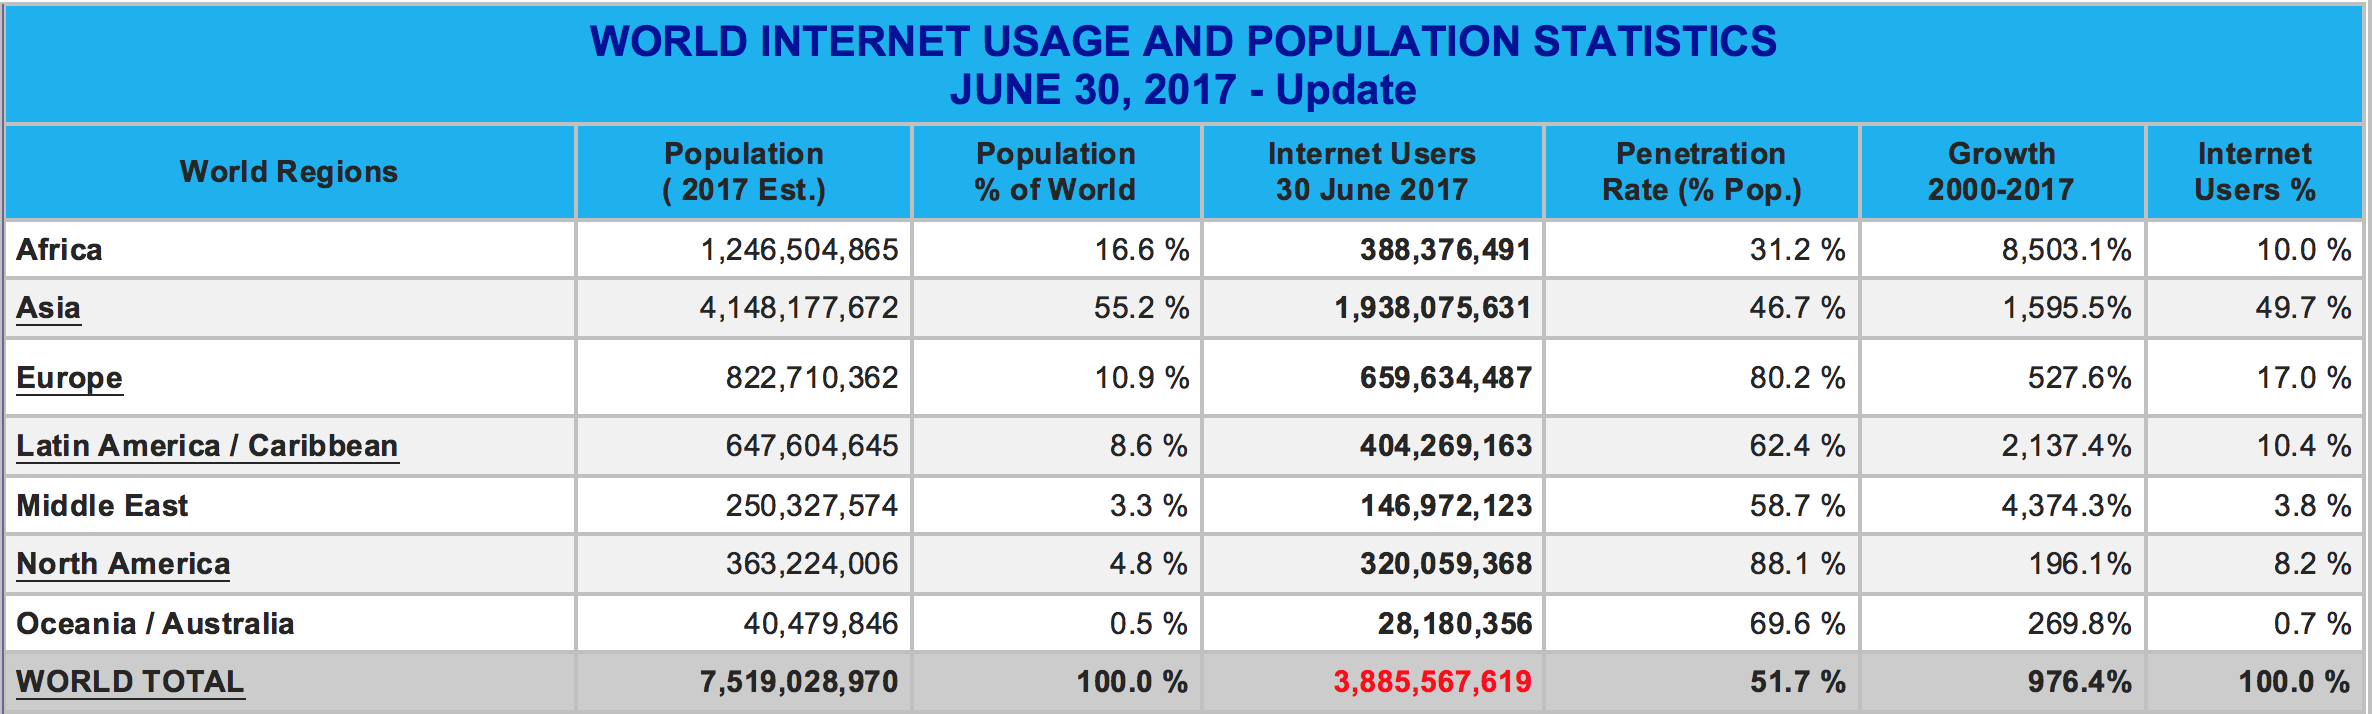 WORLD INTERNET USAGE AND POPULATION STATISTICS
JUNE 30, 2017 - Update
World Regions Population ( 2017 Est.) Population % of World Internet Users 30 June 2017 Penetration Rate (% Pop.) Growth 2000-2017 Internet Users %
Africa 1,246,504,865 16.6 % 388,376,491 31.2 % 8,503.1% 10.0 %
Asia 4,148,177,672 55.2 % 1,938,075,631 46.7 % 1,595.5% 49.7 %
Europe 822,710,362 10.9 % 659,634,487 80.2 % 527.6% 17.0 %
Latin America / Caribbean 647,604,645 8.6 % 404,269,163 62.4 % 2,137.4% 10.4 %
Middle East 250,327,574 3.3 % 146,972,123 58.7 % 4,374.3% 3.8 %
North America 363,224,006 4.8 % 320,059,368 88.1 % 196.1% 8.2 %
Oceania / Australia 40,479,846 0.5 % 28,180,356 69.6 % 269.8% 0.7 %
WORLD TOTAL 7,519,028,970 100.0 % 3,885,567,619 51.7 % 976.4% 100.0 %